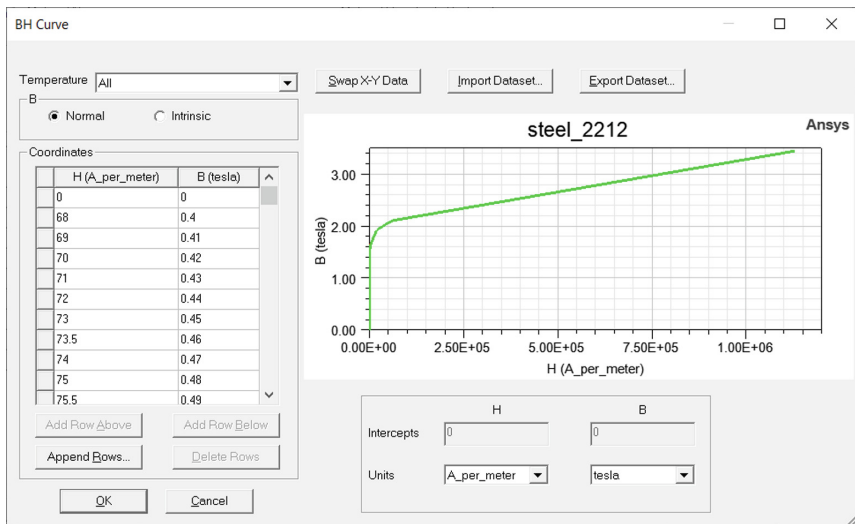 BH Curve
Temperature All
Swap X-Y Data Import Dataset... Export Dataset...
B
Normal Intrinsic
Coordinates
H (A_per_meter) B (tesla)
0 0
68 0.4
69 0.41
70 0.42
71 0.43
72 0.44
73 0.45
73.5 0.46
74 0.47
75 0.48
75.5 0.49
Add Row Above Add Row Below
Append Rows... Delete Rows
OK Cancel
steel_2212
Ansys
B (tesla)
3.00
2.00
1.00
0.00
0.00E+00 2.50E+05 5.00E+05 7.50E+05 1.00E+06
H (A_per_meter)
H B
Intercepts 0 0
Units A_per_meter tesla